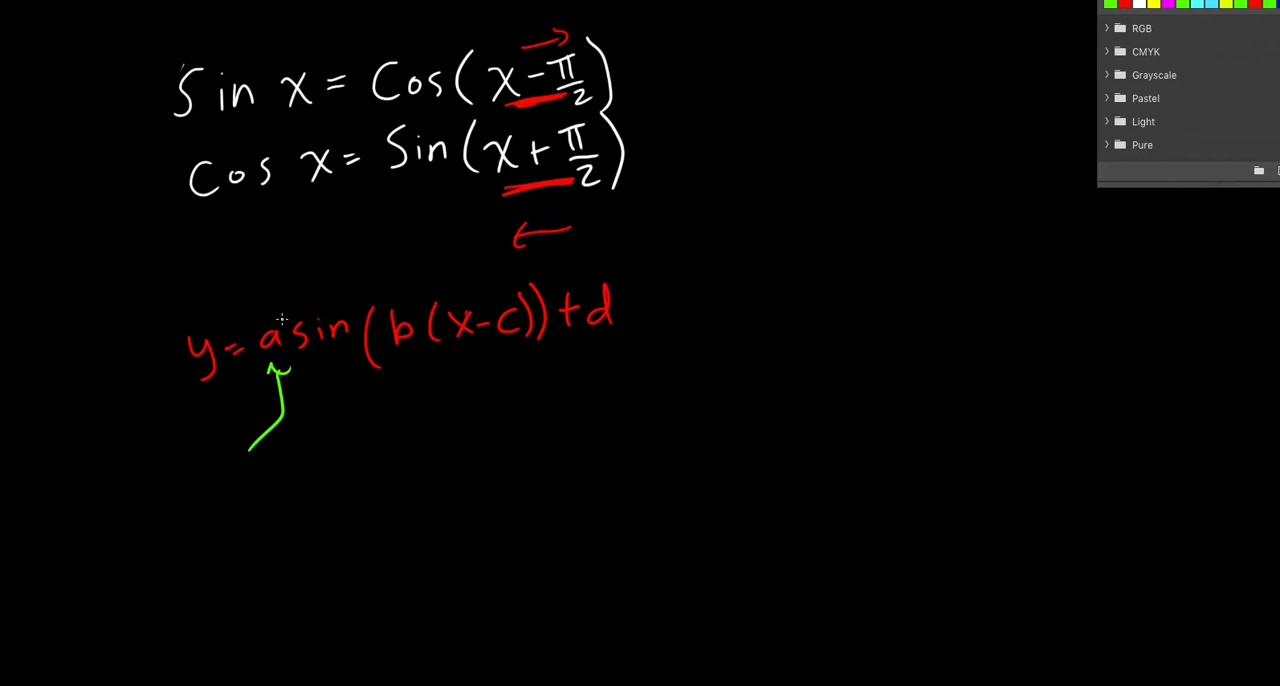 Sin x = Cos(x - π/2)
Cos x = Sin(x + π/2)
y = a sin(b(x-c)) + d
RGB
CMYK
Grayscale
Pastel
Light
Pure